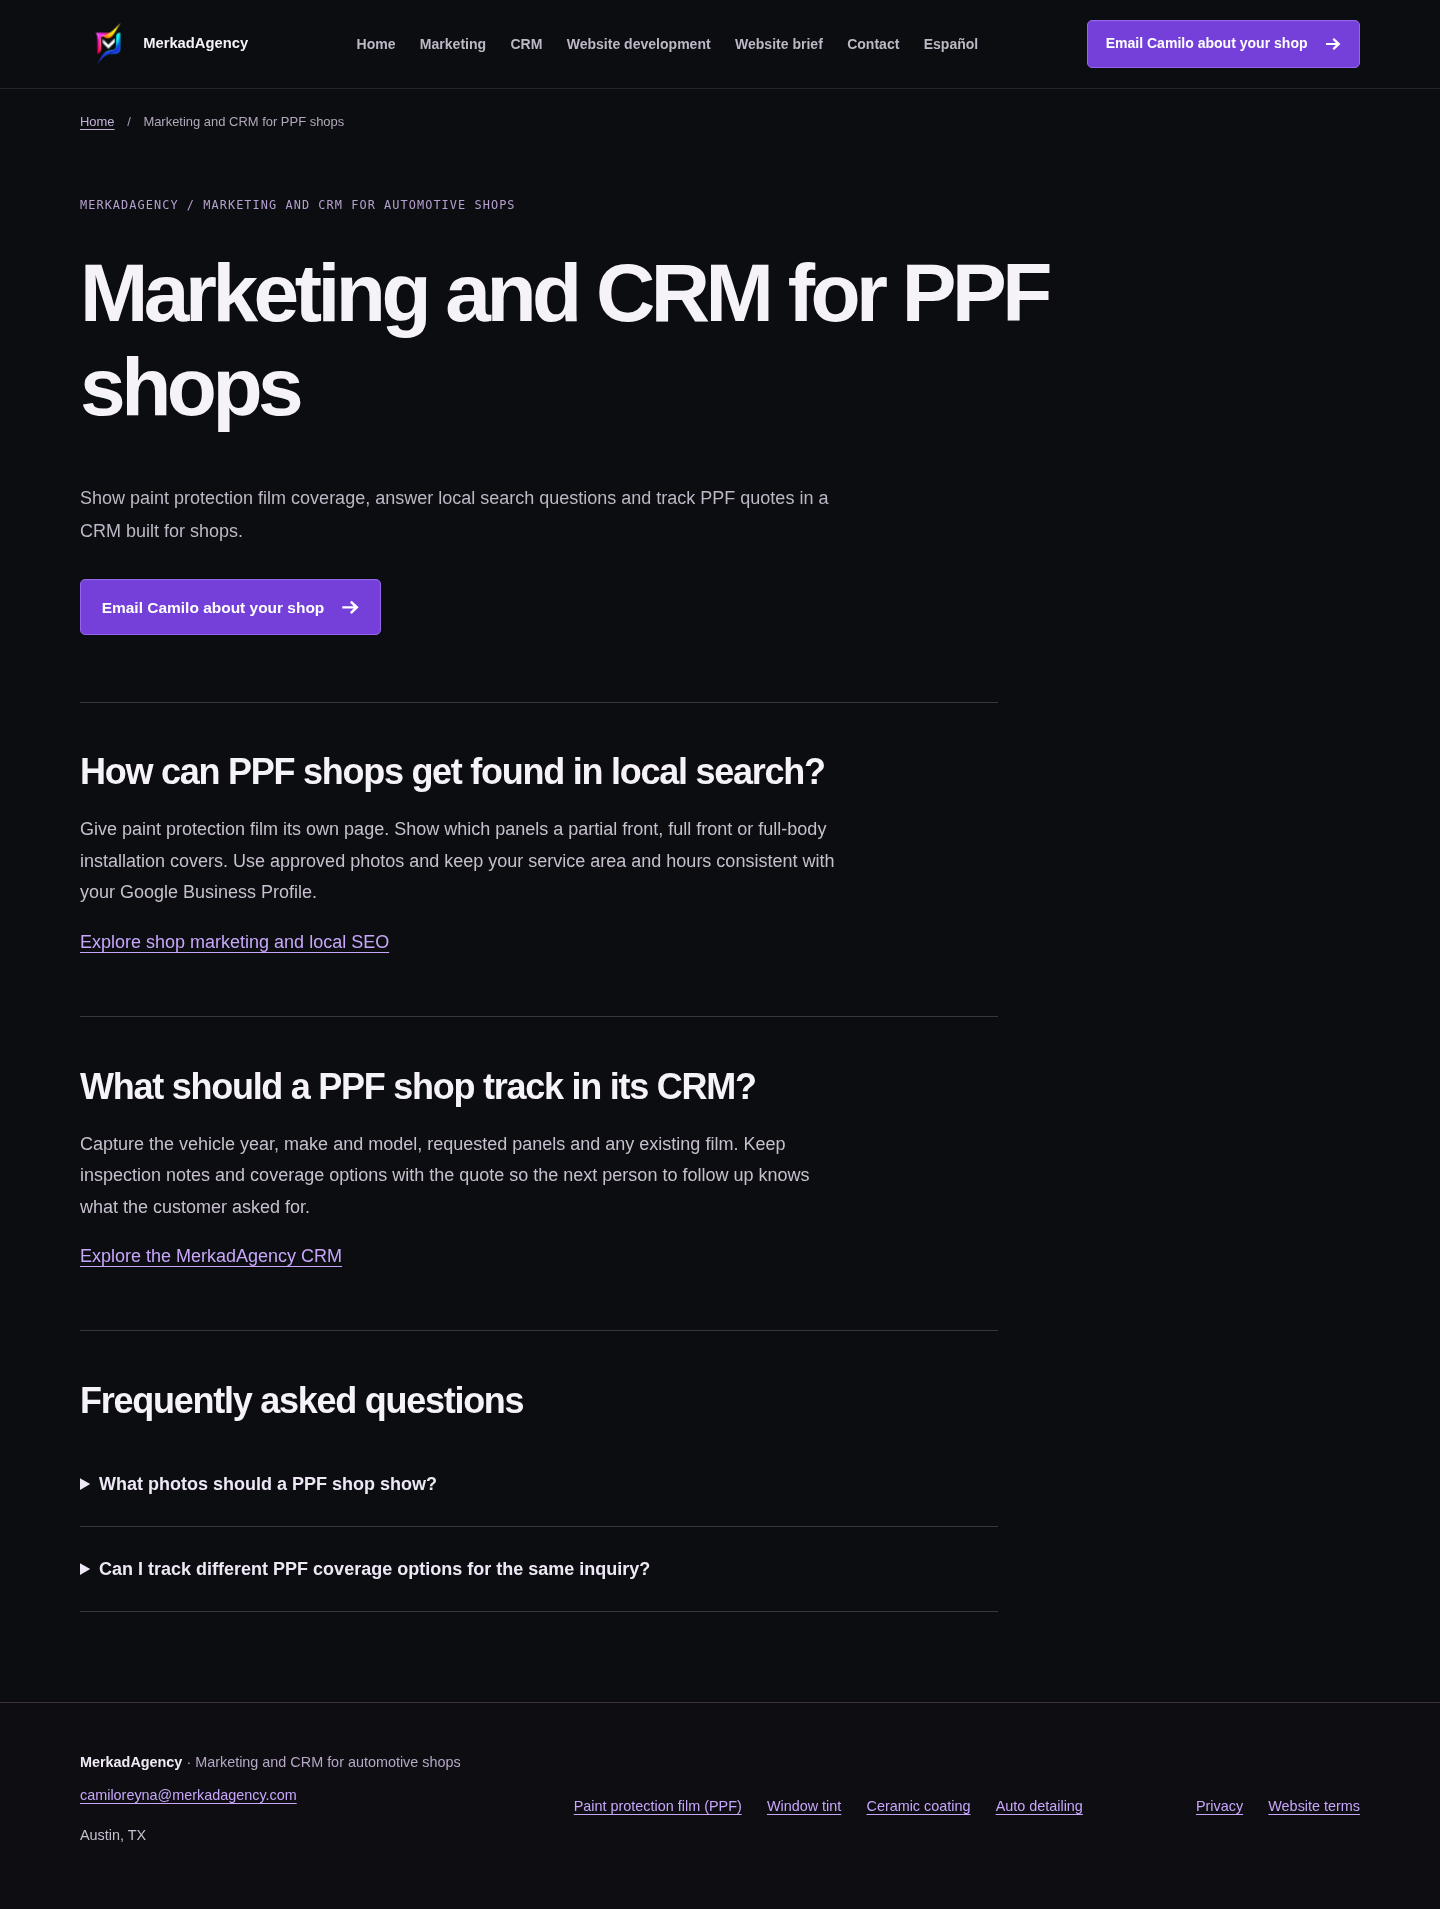 MerkadAgency
Home Marketing CRM Website development Website brief Contact Español
Email Camilo about your shop
Home / Marketing and CRM for PPF shops
MERKADAGENCY / MARKETING AND CRM FOR AUTOMOTIVE SHOPS
Marketing and CRM for PPF
shops
Show paint protection film coverage, answer local search questions and track PPF quotes in a
CRM built for shops.
Email Camilo about your shop
How can PPF shops get found in local search?
Give paint protection film its own page. Show which panels a partial front, full front or full-body
installation covers. Use approved photos and keep your service area and hours consistent with
your Google Business Profile.
Explore shop marketing and local SEO
What should a PPF shop track in its CRM?
Capture the vehicle year, make and model, requested panels and any existing film. Keep
inspection notes and coverage options with the quote so the next person to follow up knows
what the customer asked for.
Explore the MerkadAgency CRM
Frequently asked questions
What photos should a PPF shop show?
Can I track different PPF coverage options for the same inquiry?
MerkadAgency · Marketing and CRM for automotive shops
camiloreyna@merkadagency.com
Austin, TX
Paint protection film (PPF) Window tint Ceramic coating Auto detailing
Privacy Website terms